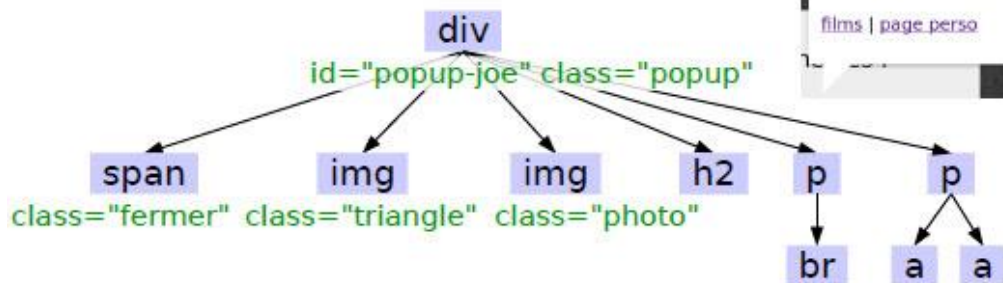 films | page perso
div
id="popup-joe" class="popup"
span img img h2 p p
class="fermer" class="triangle" class="photo"
br a a